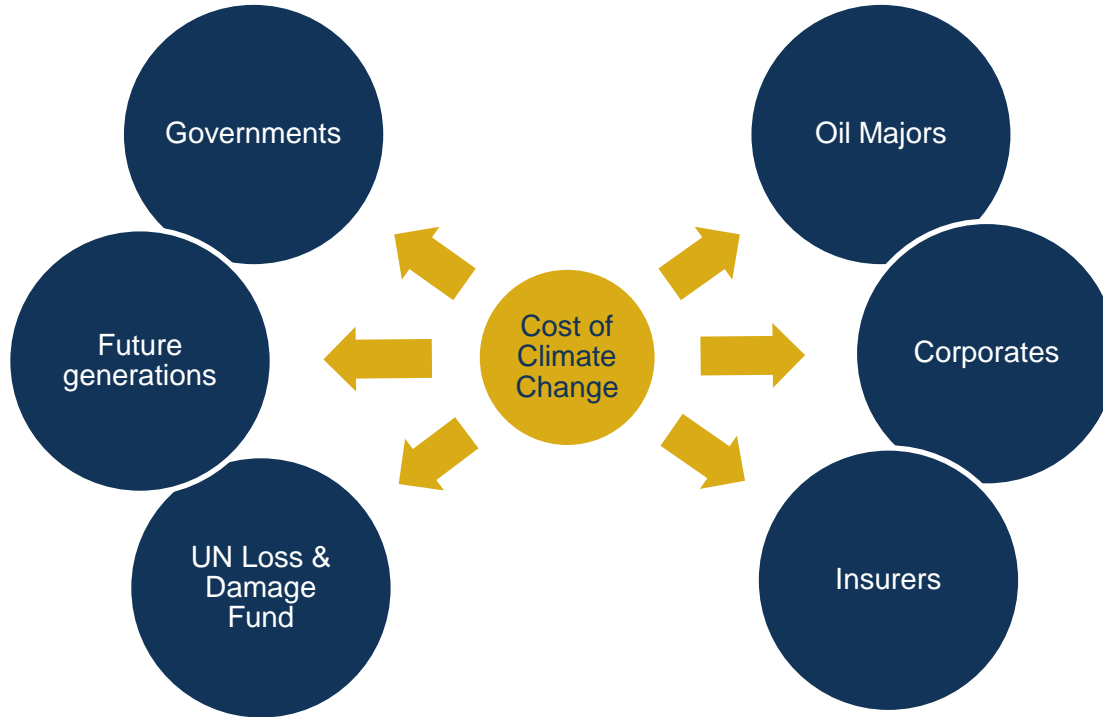 Governments
Future
generations
UN Loss &
Damage
Fund
Cost of
Climate
Change
Oil Majors
Corporates
Insurers